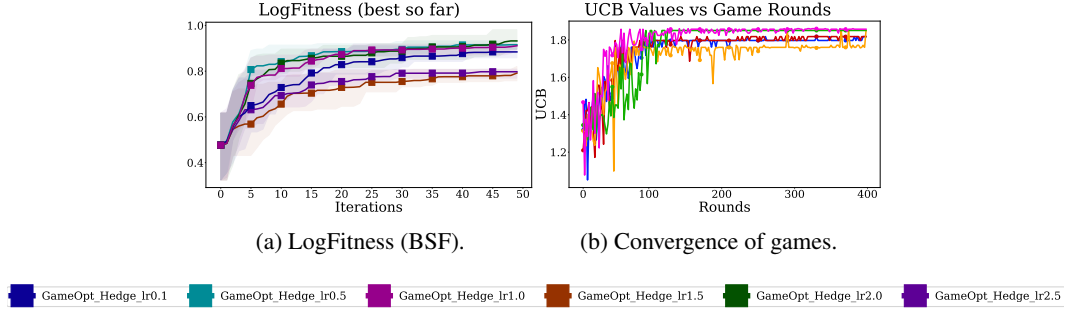 LogFitness (best so far)
1.0
0.8
0.6
0.4
0 5 10 15 20 25 30 35 40 45 50
Iterations
UCB Values vs Game Rounds
UCB
1.8
1.6
1.4
1.2
0 100 200 300 400
Rounds
(a) LogFitness (BSF).
(b) Convergence of games.
GameOpt_Hedge_lr0.1 GameOpt_Hedge_lr0.5 GameOpt_Hedge_lr1.0 GameOpt_Hedge_lr1.5 GameOpt_Hedge_lr2.0 GameOpt_Hedge_lr2.5